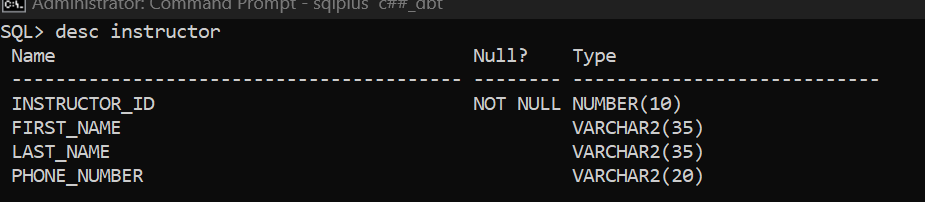 Administrator: Command Prompt - sqlplus c##_dbt
SQL> desc instructor
Name Null? Type
----------------------------------------- -------- ----------------------------
INSTRUCTOR_ID NOT NULL NUMBER(10)
FIRST_NAME VARCHAR2(35)
LAST_NAME VARCHAR2(35)
PHONE_NUMBER VARCHAR2(20)